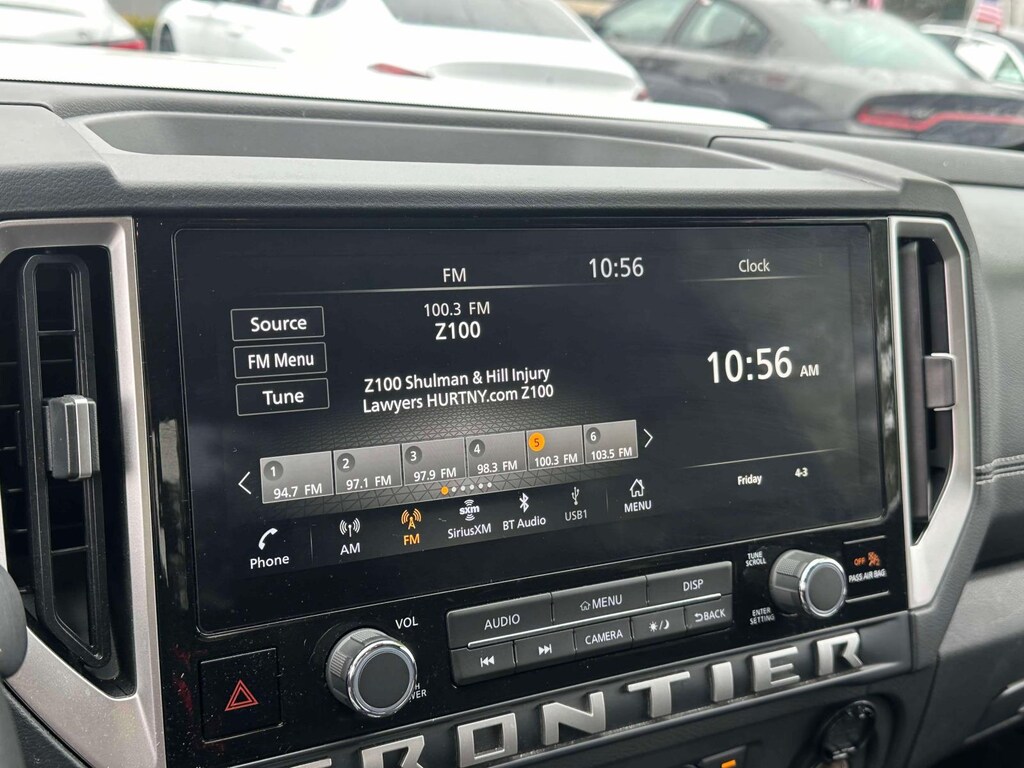 FM
10:56
Clock
100.3 FM
Z100
Source
FM Menu
Tune
Z100 Shulman & Hill Injury
Lawyers HURTNY.com Z100
10:56 AM
1
94.7 FM
2
97.1 FM
3
97.9 FM
4
98.3 FM
5
100.3 FM
6
103.5 FM
Friday 4-3
Phone
AM
FM
sxm
SiriusXM
BT Audio
USB1
MENU
VOL
AUDIO
MENU
DISP
CAMERA
BACK
TUNE
SCROLL
ENTER
SETTING
OFF
PASS AIR BAG
RONTIER